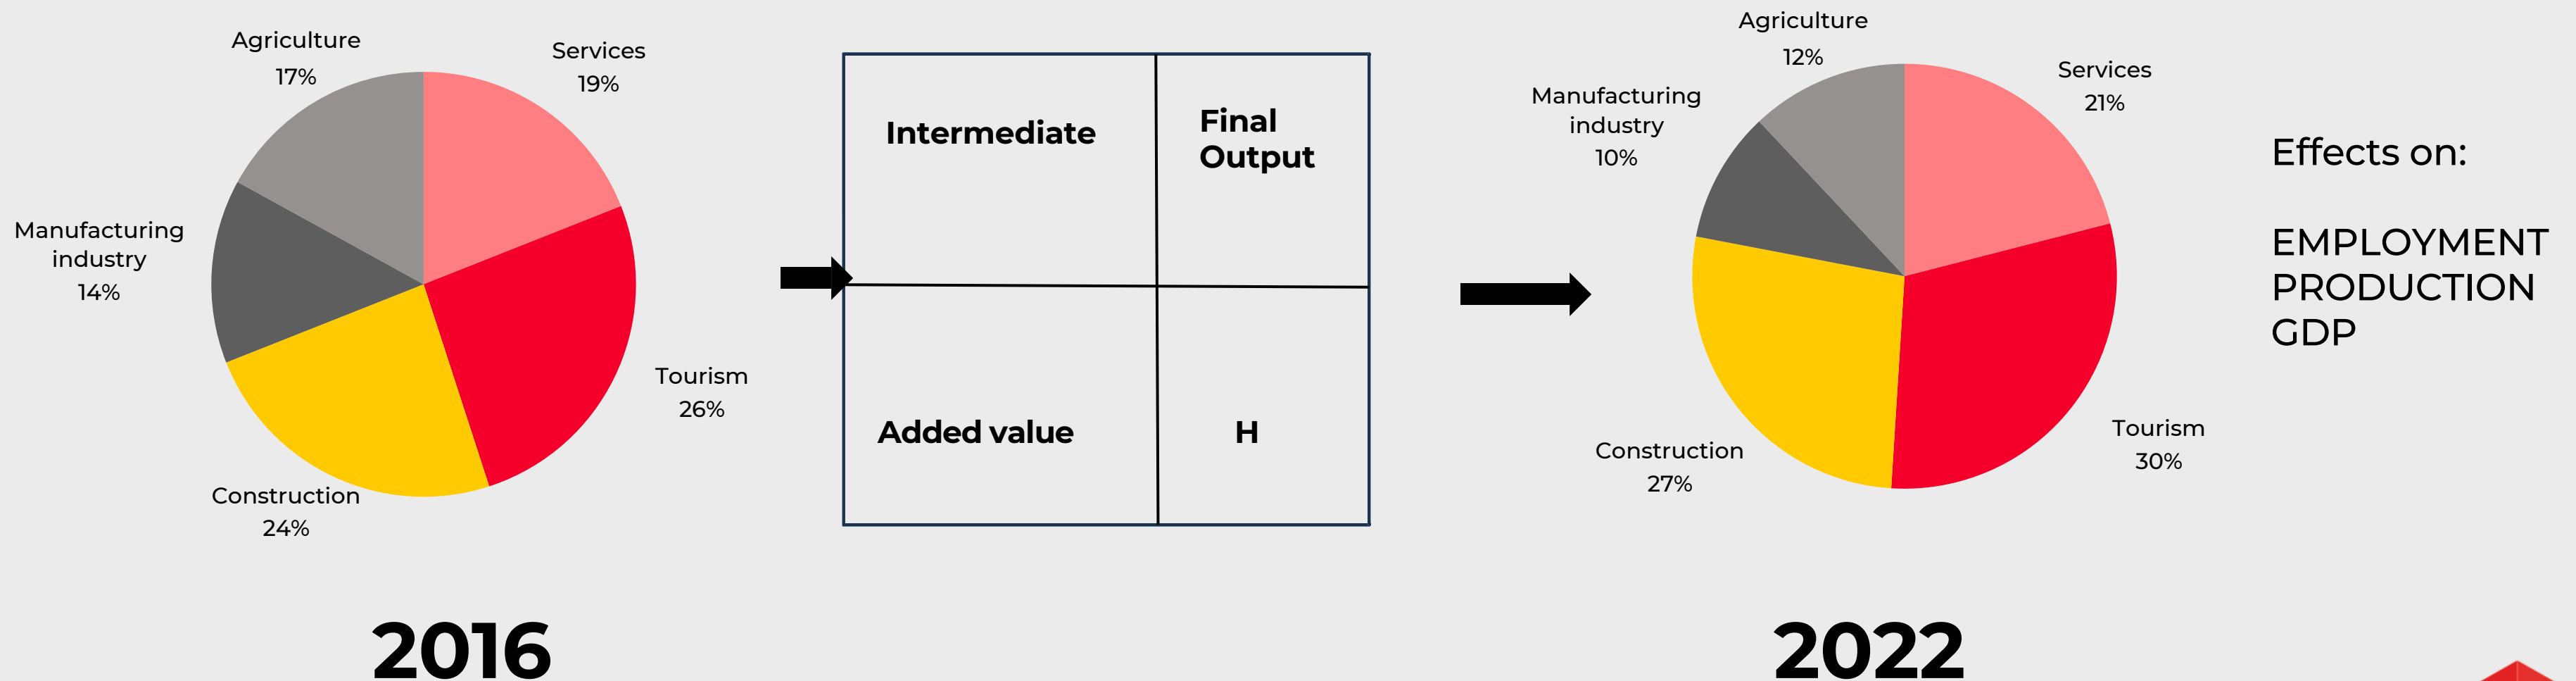 Agriculture
17%
Services
19%
Manufacturing
industry
14%
Tourism
26%
Construction
24%
2016
Intermediate
Final
Output
Added value
H
Agriculture
12%
Services
21%
Manufacturing
industry
10%
Tourism
30%
Construction
27%
2022
Effects on:
EMPLOYMENT
PRODUCTION
GDP